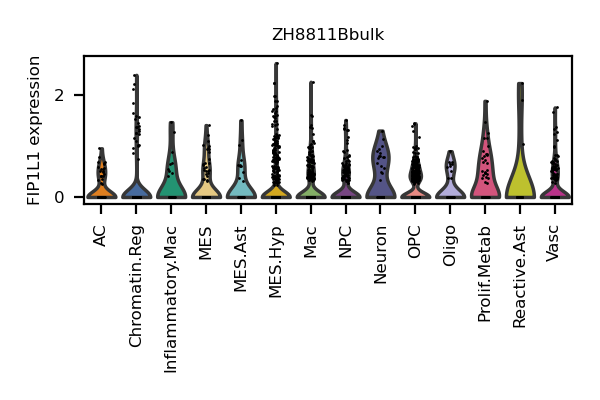 ZH8811Bbulk
FIP1L1 expression
2
0
AC
Chromatin.Reg
Inflammatory.Mac
MES
MES.Ast
MES.Hyp
Mac
NPC
Neuron
OPC
Oligo
Prolif.Metab
Reactive.Ast
Vasc